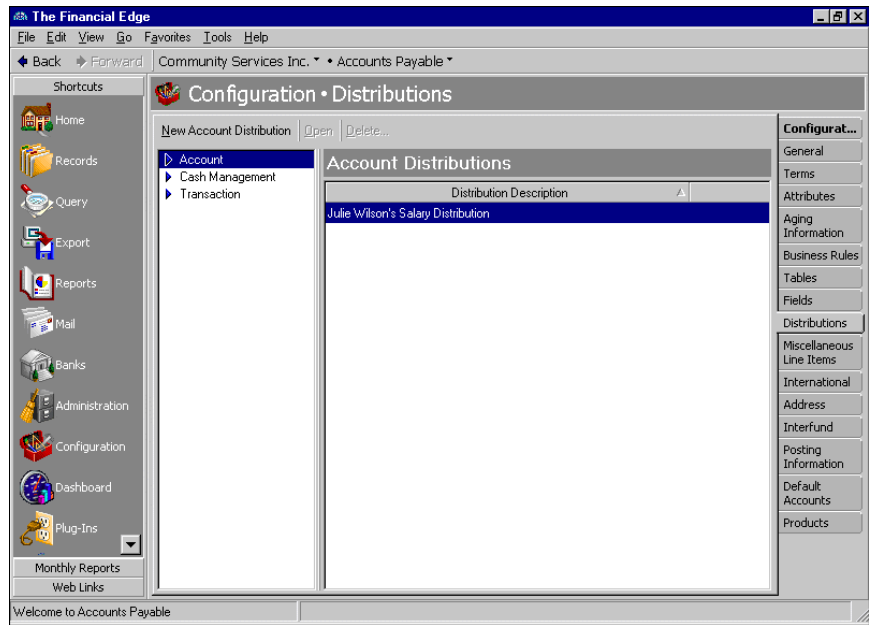 The Financial Edge
File Edit View Go Favorites Tools Help
Back Forward Community Services Inc. • Accounts Payable
Shortcuts
Home
Records
Query
Export
Reports
Mail
Banks
Administration
Configuration
Dashboard
Plug-Ins
Monthly Reports
Web Links
Configuration • Distributions
New Account Distribution Open Delete...
Account
Cash Management
Transaction
Account Distributions
Distribution Description
Julie Wilson's Salary Distribution
Configurat...
General
Terms
Attributes
Aging
Information
Business Rules
Tables
Fields
Distributions
Miscellaneous
Line Items
International
Address
Interfund
Posting
Information
Default
Accounts
Products
Welcome to Accounts Payable